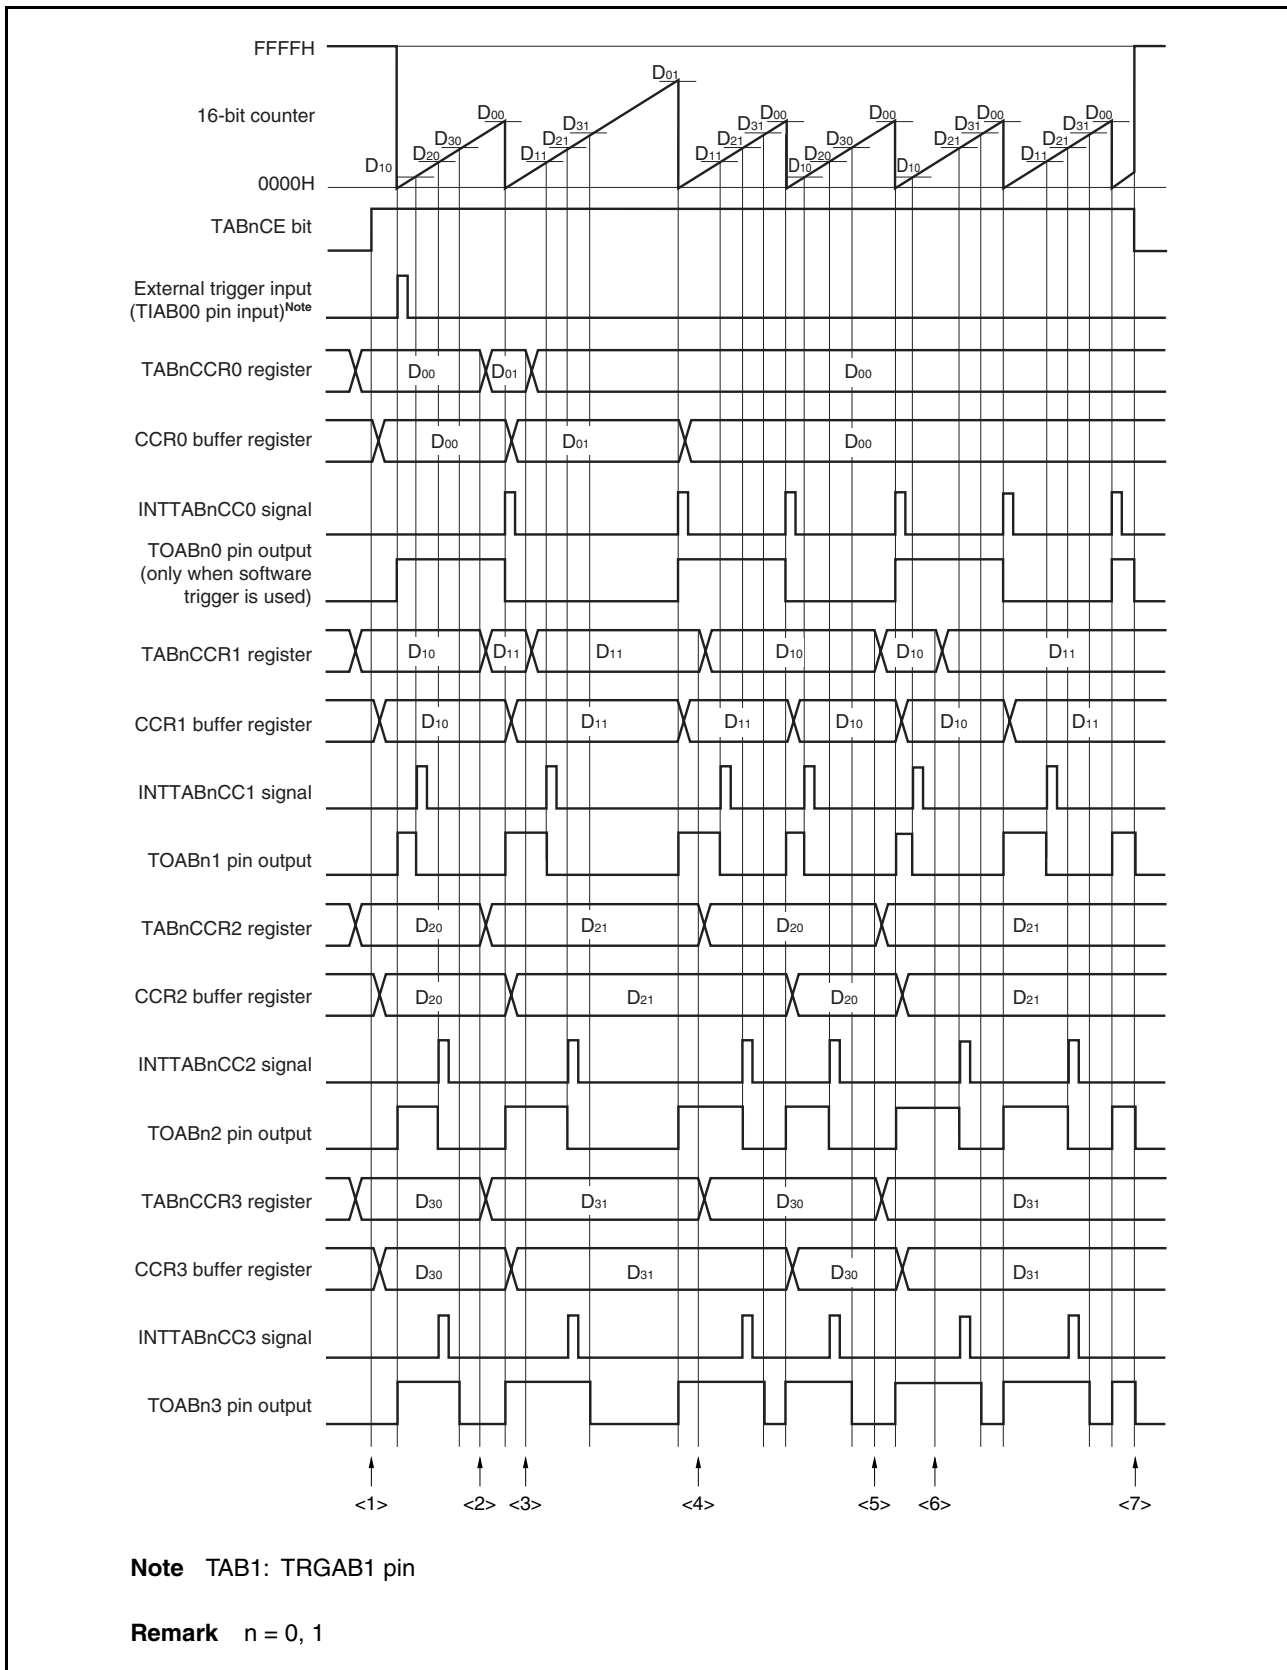 FFFFH
16-bit counter
0000H
D10 D20 D30 D00 D11 D21 D31 D01 D11 D21 D31 D00 D10 D20 D30 D00 D10 D21 D31 D00 D11 D21 D31 D00
TABnCE bit
External trigger input
(TIAB00 pin input)Note
TABnCCR0 register D00 D01 D00
CCR0 buffer register D00 D01 D00
INTTABnCC0 signal
TOABn0 pin output
(only when software
trigger is used)
TABnCCR1 register D10 D11 D11 D10 D10 D11
CCR1 buffer register D10 D11 D11 D10 D10 D11
INTTABnCC1 signal
TOABn1 pin output
TABnCCR2 register D20 D21 D20 D21
CCR2 buffer register D20 D21 D20 D21
INTTABnCC2 signal
TOABn2 pin output
TABnCCR3 register D30 D31 D30 D31
CCR3 buffer register D30 D31 D30 D31
INTTABnCC3 signal
TOABn3 pin output
<1> <2> <3> <4> <5> <6> <7>
Note TAB1: TRGAB1 pin
Remark n = 0, 1